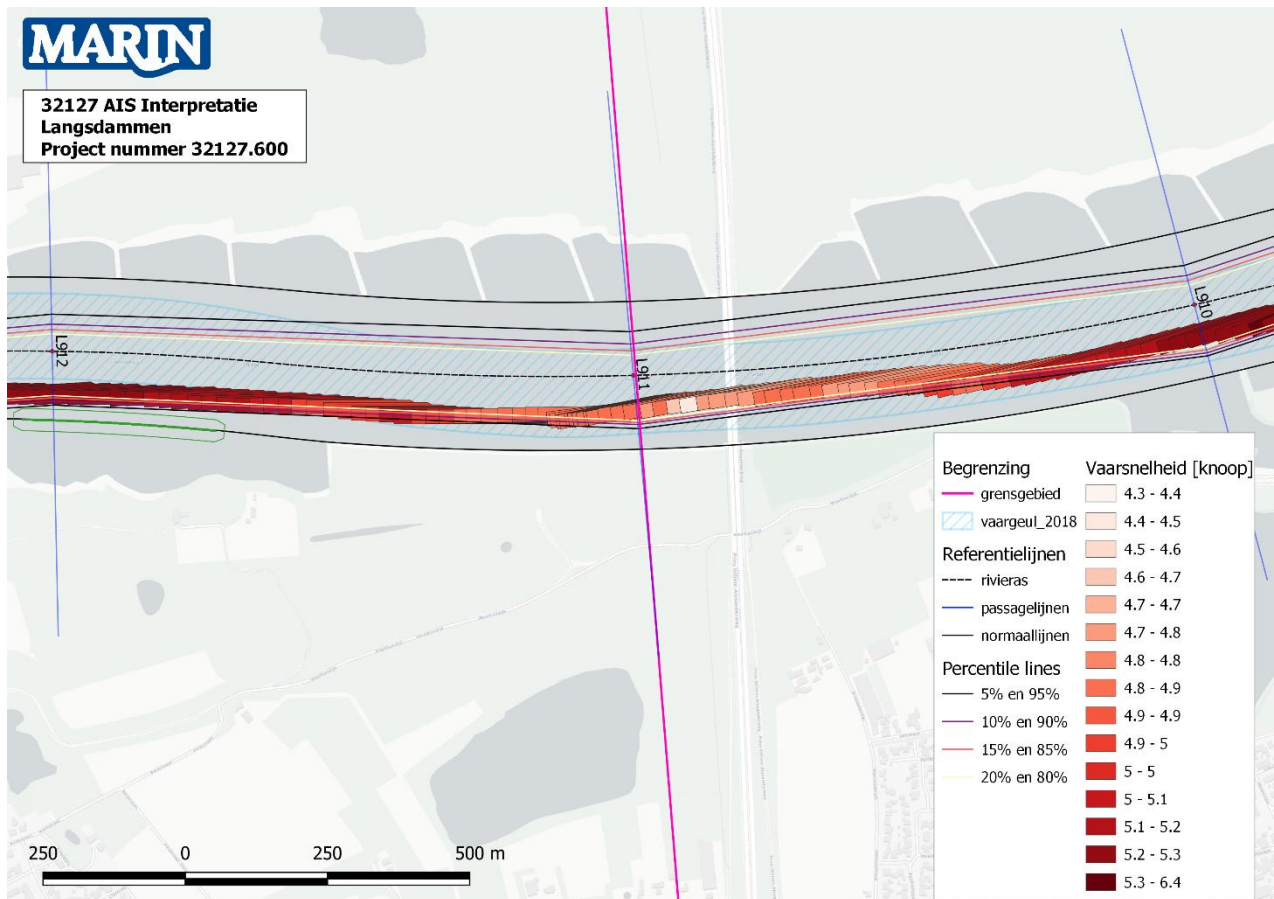 MARIN
32127 AIS Interpretatie
Langsdammen
Project nummer 32127.600
L912
L911
L910
Begrenzing
grensgebied
vaargeul_2018
Referentielijnen
rivieras
passagelijnen
normaallijnen
Percentile lines
5% en 95%
10% en 90%
15% en 85%
20% en 80%
Vaarsnelheid [knoop]
4.3 - 4.4
4.4 - 4.5
4.5 - 4.6
4.6 - 4.7
4.7 - 4.7
4.7 - 4.8
4.8 - 4.8
4.8 - 4.9
4.9 - 4.9
4.9 - 5
5 - 5
5 - 5.1
5.1 - 5.2
5.2 - 5.3
5.3 - 6.4
250 0 250 500 m